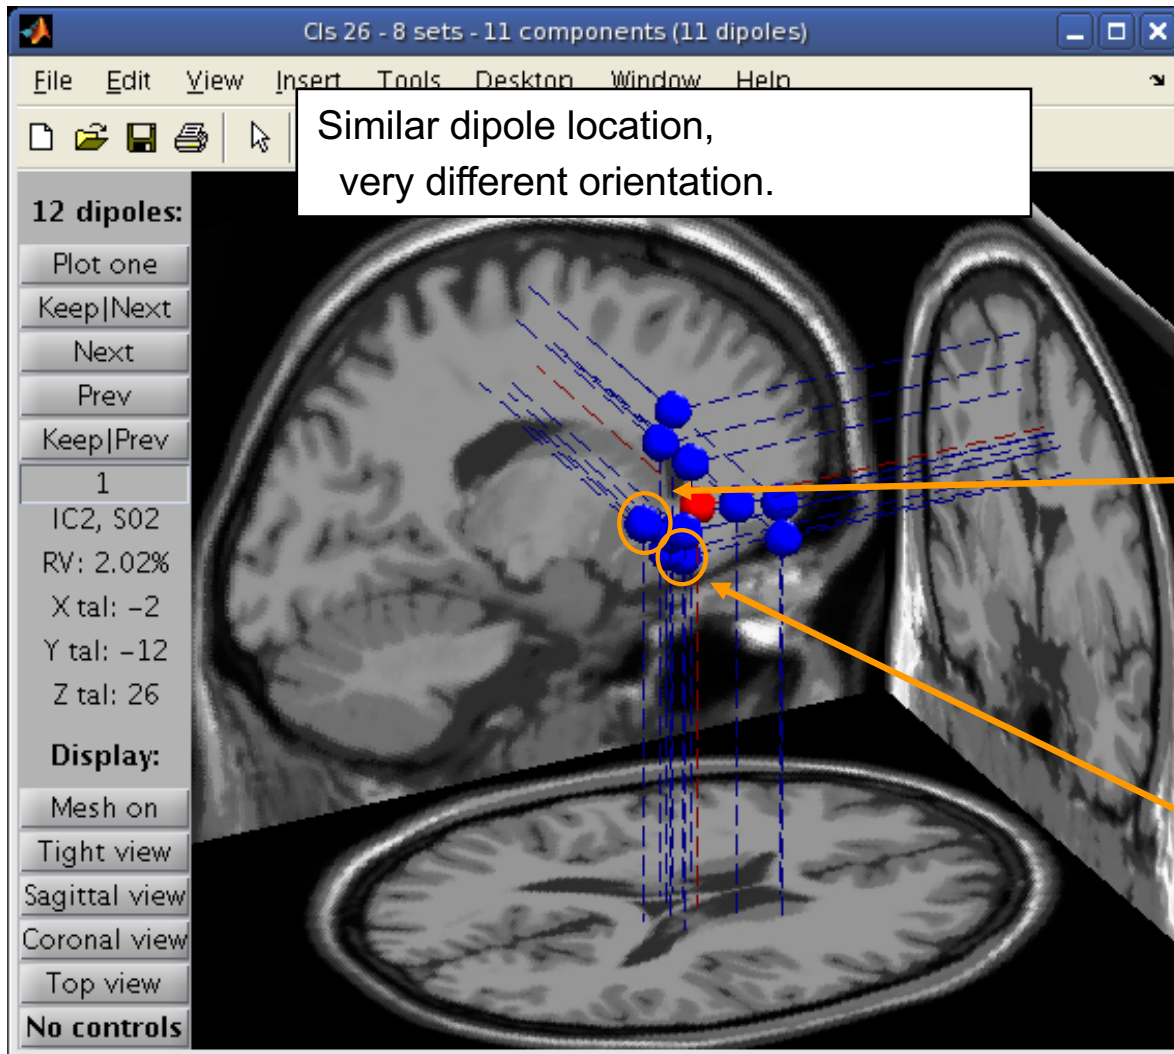 Cls 26 - 8 sets - 11 components (11 dipoles)
File Edit View Insert Tools Desktop Window Help
Similar dipole location,
very different orientation.
12 dipoles:
Plot one
Keep|Next
Next
Prev
Keep|Prev
1
IC2, S02
RV: 2.02%
X tal: -2
Y tal: -12
Z tal: 26
Display:
Mesh on
Tight view
Sagittal view
Coronal view
Top view
No controls